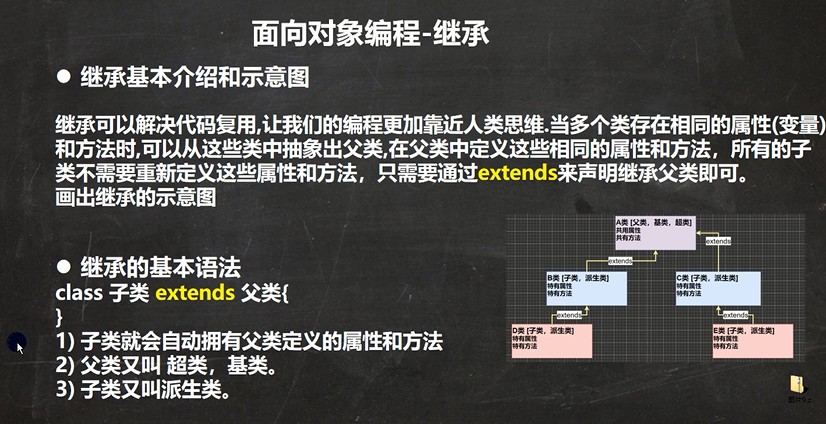 面向对象编程-继承
● 继承基本介绍和示意图
继承可以解决代码复用,让我们的编程更加靠近人类思维.当多个类存在相同的属性(变量)
和方法时,可以从这些类中抽象出父类,在父类中定义这些相同的属性和方法，所有的子
类不需要重新定义这些属性和方法，只需要通过extends来声明继承父类即可。
画出继承的示意图
A类 [父类，基类，超类]
共用属性
共有方法
extends
extends
B类 [子类，派生类]
特有属性
特有方法
C类 [子类，派生类]
特有属性
特有方法
extends
extends
D类 [子类，派生类]
特有属性
特有方法
E类 [子类，派生类]
特有属性
特有方法
● 继承的基本语法
class 子类 extends 父类{
}
1) 子类就会自动拥有父类定义的属性和方法
2) 父类又叫 超类，基类。
3) 子类又叫派生类。